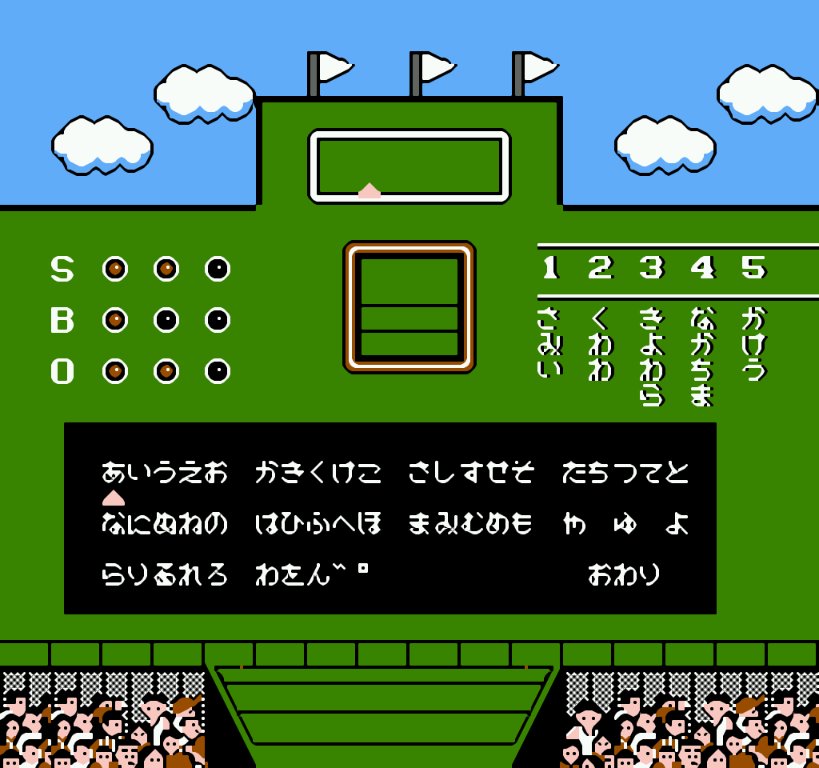 S
B
O
1 2 3 4 5
さみい
くわわ
きよわら
なかちま
かけう
あいうえお かきくけこ さしすせそ たちつてと
なにぬねの はひふへほ まみむめも や ゆ よ
らりるれろ わをん゛゜ おわり